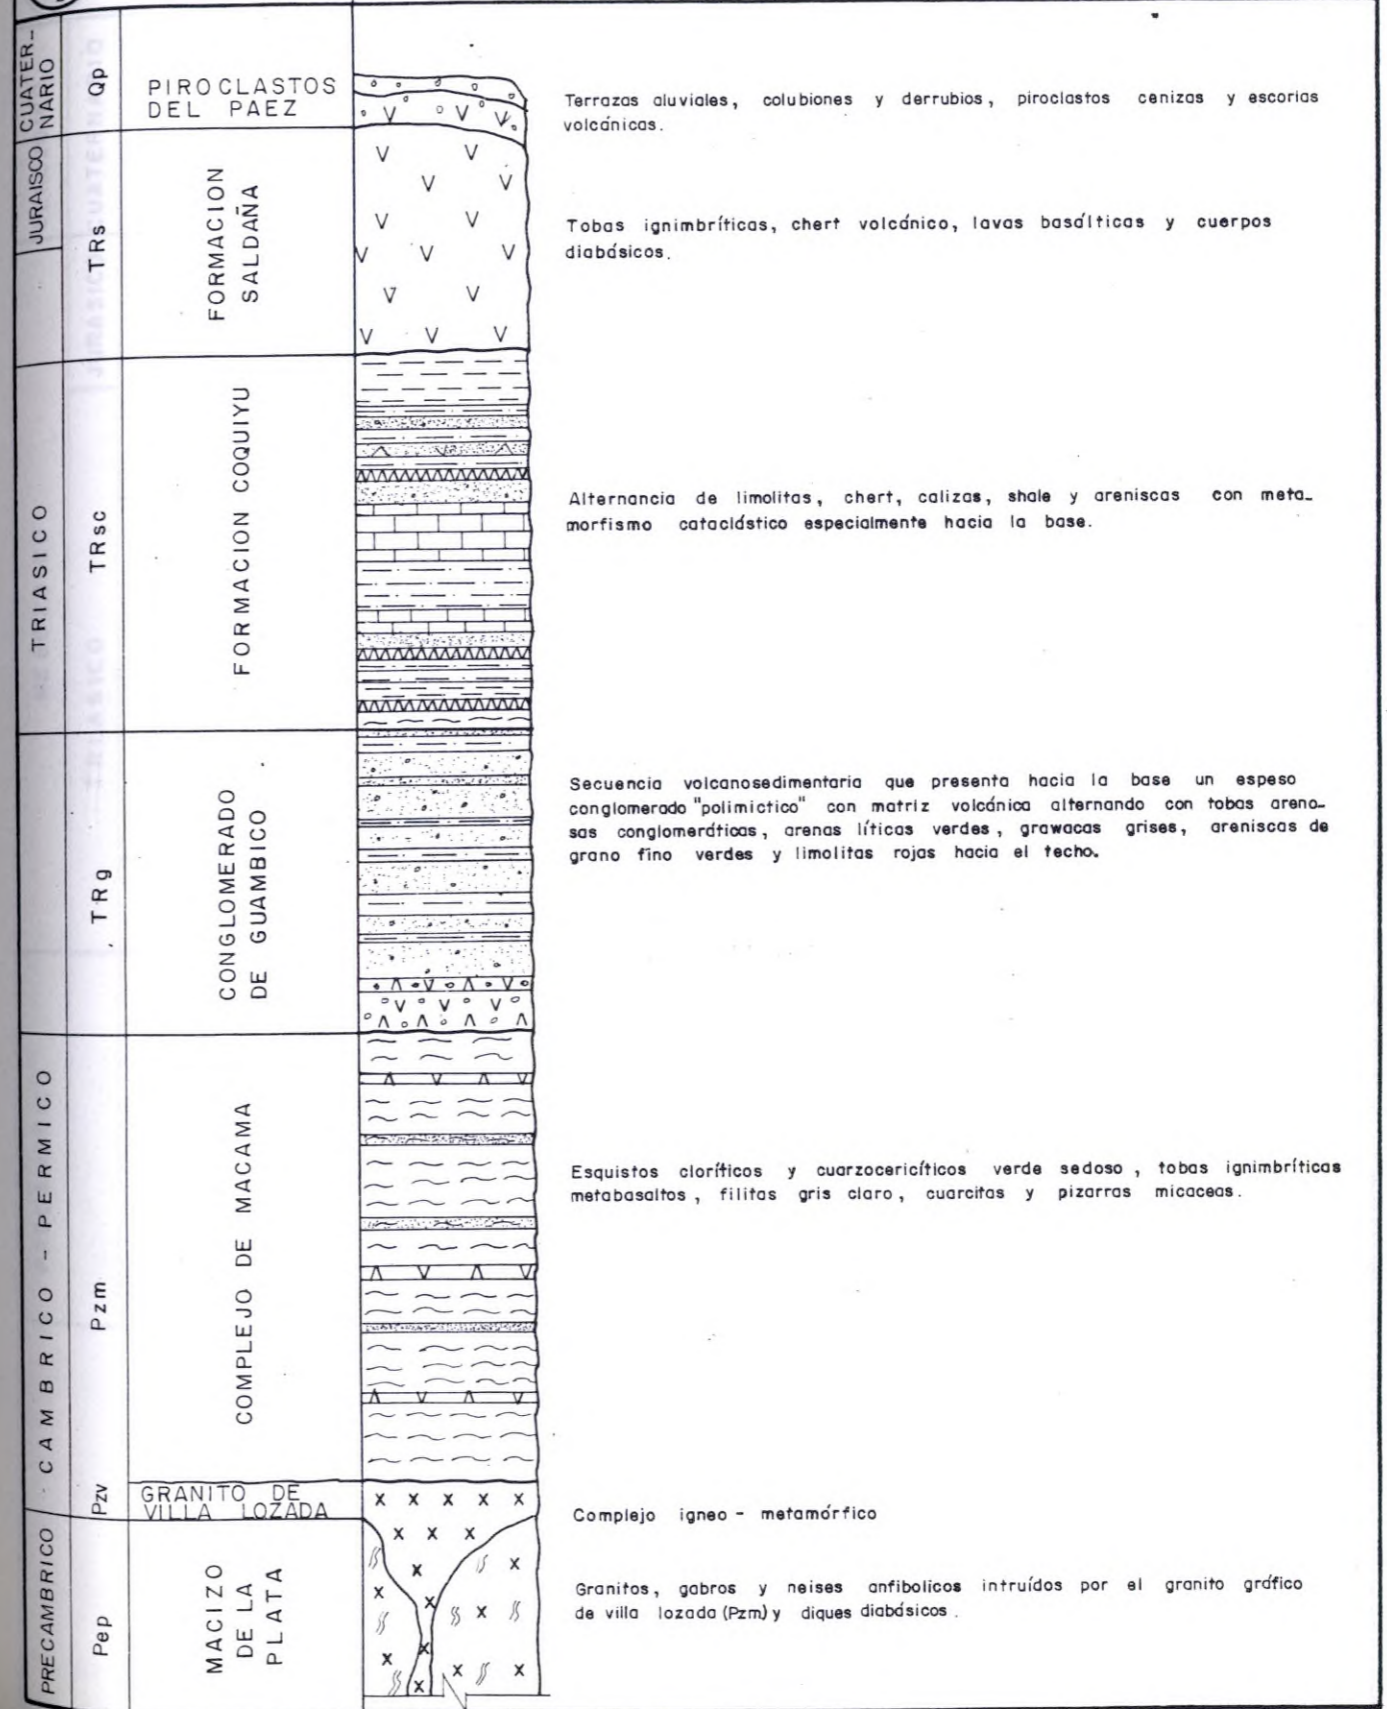 CUATER-
NARIO
Qp
PIROCLASTOS
DEL PAEZ
Terrazas aluviales, colubiones y derrubios, piroclastos cenizas y escorias
volcánicas.
JURAISCO
TRs
FORMACION
SALDAÑA
Tobas ignimbríticas, chert volcánico, lavas basálticas y cuerpos
diabásicos.
TRIASICO
TRsc
FORMACION COQUIYU
Alternancia de limolitas, chert, calizas, shale y areniscas con meta_
morfismo cataclástico especialmente hacia la base.
TRg
CONGLOMERADO
DE GUAMBICO
Secuencia volcanosedimentaria que presenta hacia la base un espeso
conglomerado "polimictico" con matriz volcánica alternando con tobas areno_
sas conglomeráticas, arenas líticas verdes, grawacas grises, areniscas de
grano fino verdes y limolitas rojas hacia el techo.
CAMBRICO - PERMICO
Pzm
COMPLEJO DE MACAMA
Esquistos cloríticos y cuarzocericíticos verde sedoso, tobas ignimbríticas
metabasaltos, filitas gris claro, cuarcitas y pizarras micaceas.
Pzv
GRANITO DE
VILLA LOZADA
Complejo igneo - metamórfico
PRECAMBRICO
Pep
MACIZO
DE LA
PLATA
Granitos, gabros y neises anfibolicos intruídos por el granito gráfico
de villa lozada (Pzm) y diques diabásicos.